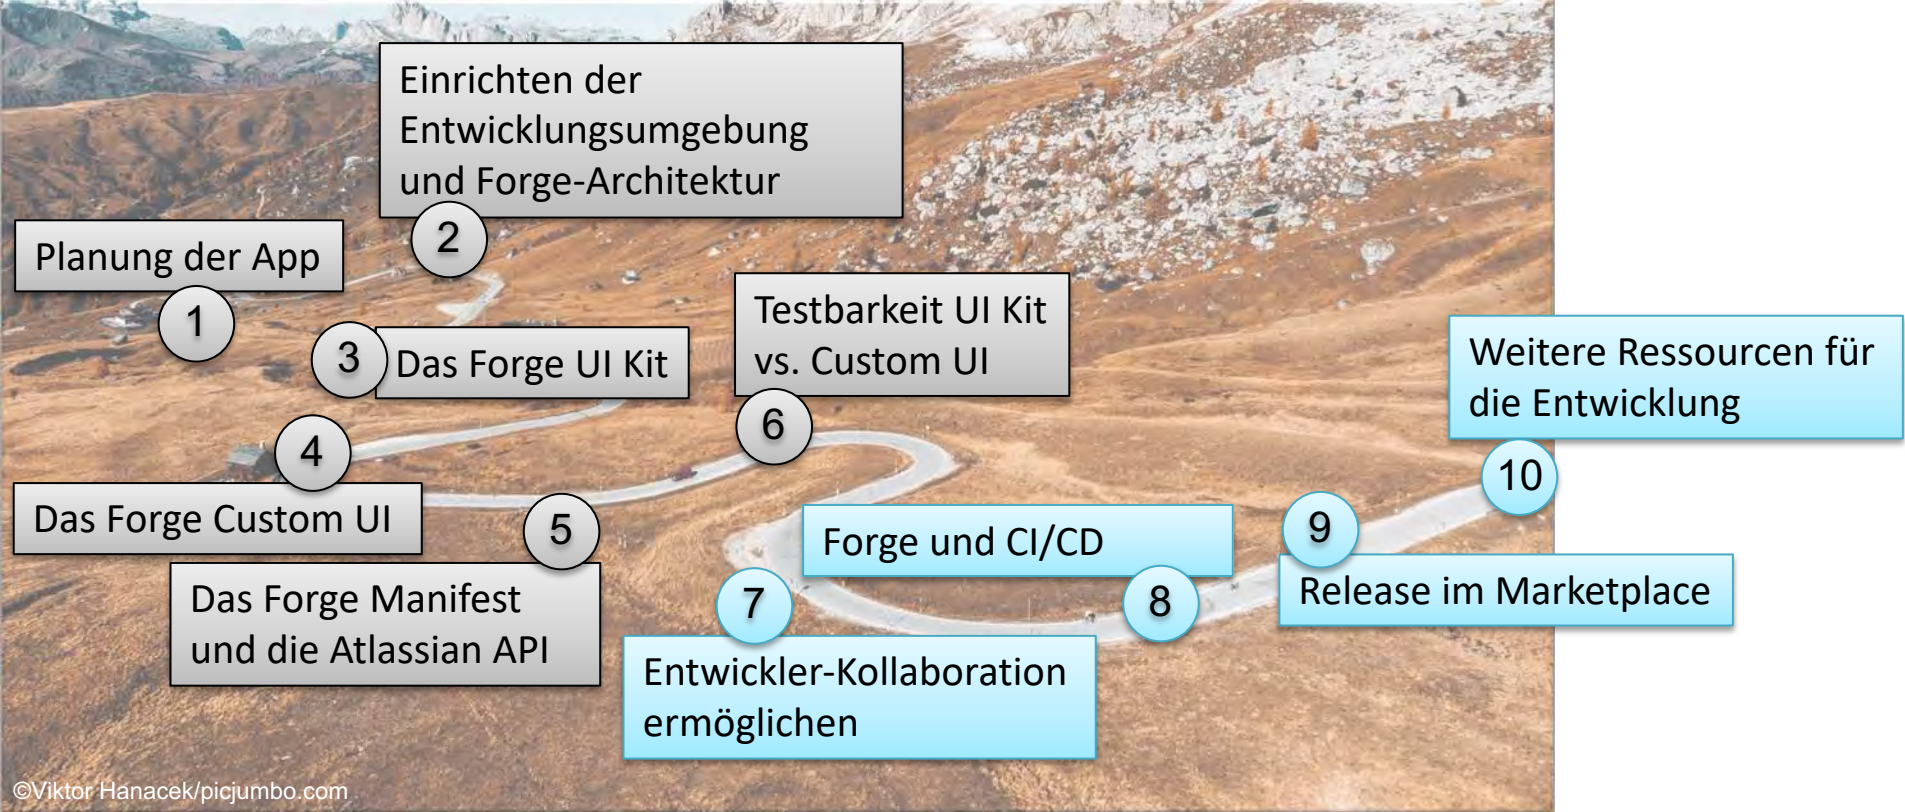 Einrichten der
Entwicklungsumgebung
und Forge-Architektur
2
Planung der App
1
3
Das Forge UI Kit
Testbarkeit UI Kit
vs. Custom UI
6
4
Das Forge Custom UI
5
Das Forge Manifest
und die Atlassian API
Forge und CI/CD
7
8
Entwickler-Kollaboration
ermöglichen
9
Release im Marketplace
Weitere Ressourcen für
die Entwicklung
10
©Viktor Hanacek/picjumbo.com